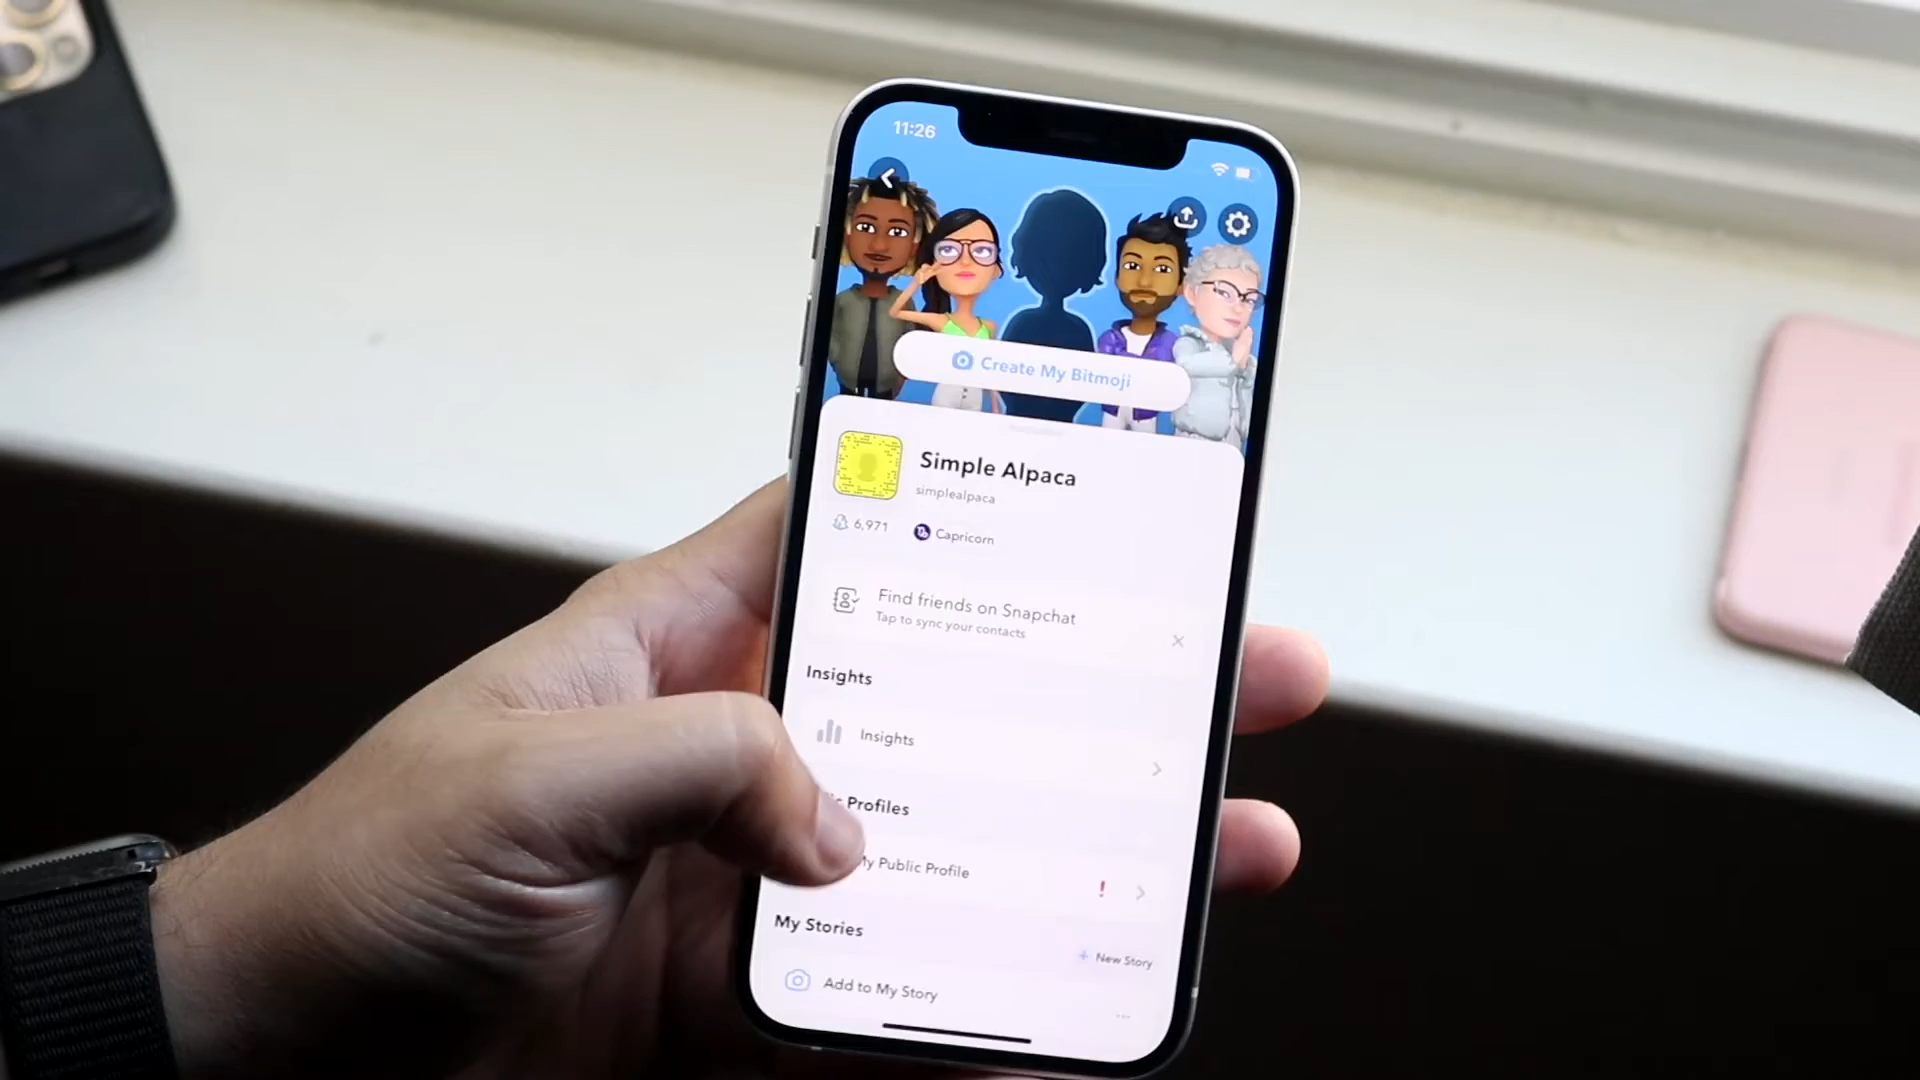 11:26
Create My Bitmoji
Simple Alpaca
simplealpaca
6,971
Capricorn
Find friends on Snapchat
Tap to sync your contacts
Insights
Insights
Profiles
My Public Profile
!
My Stories
+ New Story
Add to My Story
...